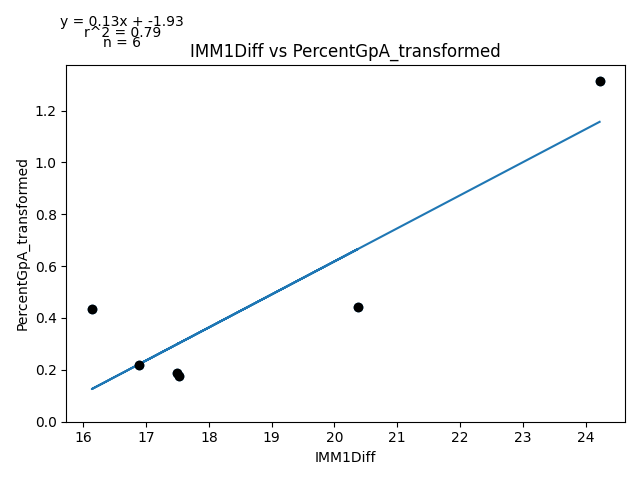 y = 0.13x + -1.93
r^2 = 0.79
n = 6
IMM1Diff vs PercentGpA_transformed
1.2
1.0
0.8
0.6
0.4
0.2
0.0
PercentGpA_transformed
16 17 18 19 20 21 22 23 24
IMM1Diff